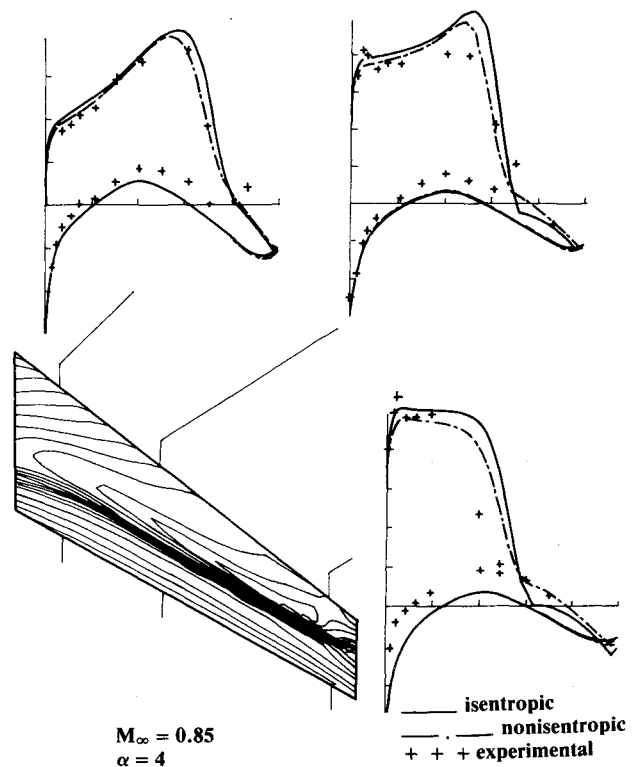 isentropic
nonisentropic
+ + + experimental
M∞ = 0.85
α = 4